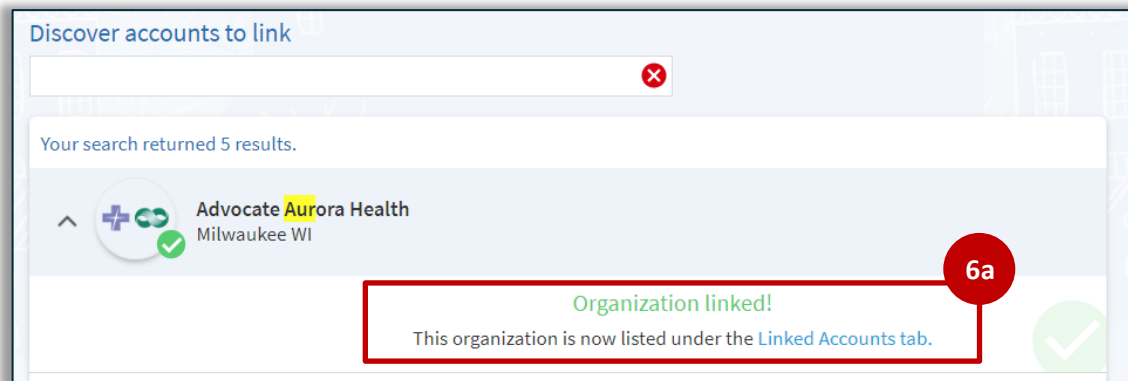 Discover accounts to link
Your search returned 5 results.
Advocate Aurora Health
Milwaukee WI
6a
Organization linked!
This organization is now listed under the Linked Accounts tab.